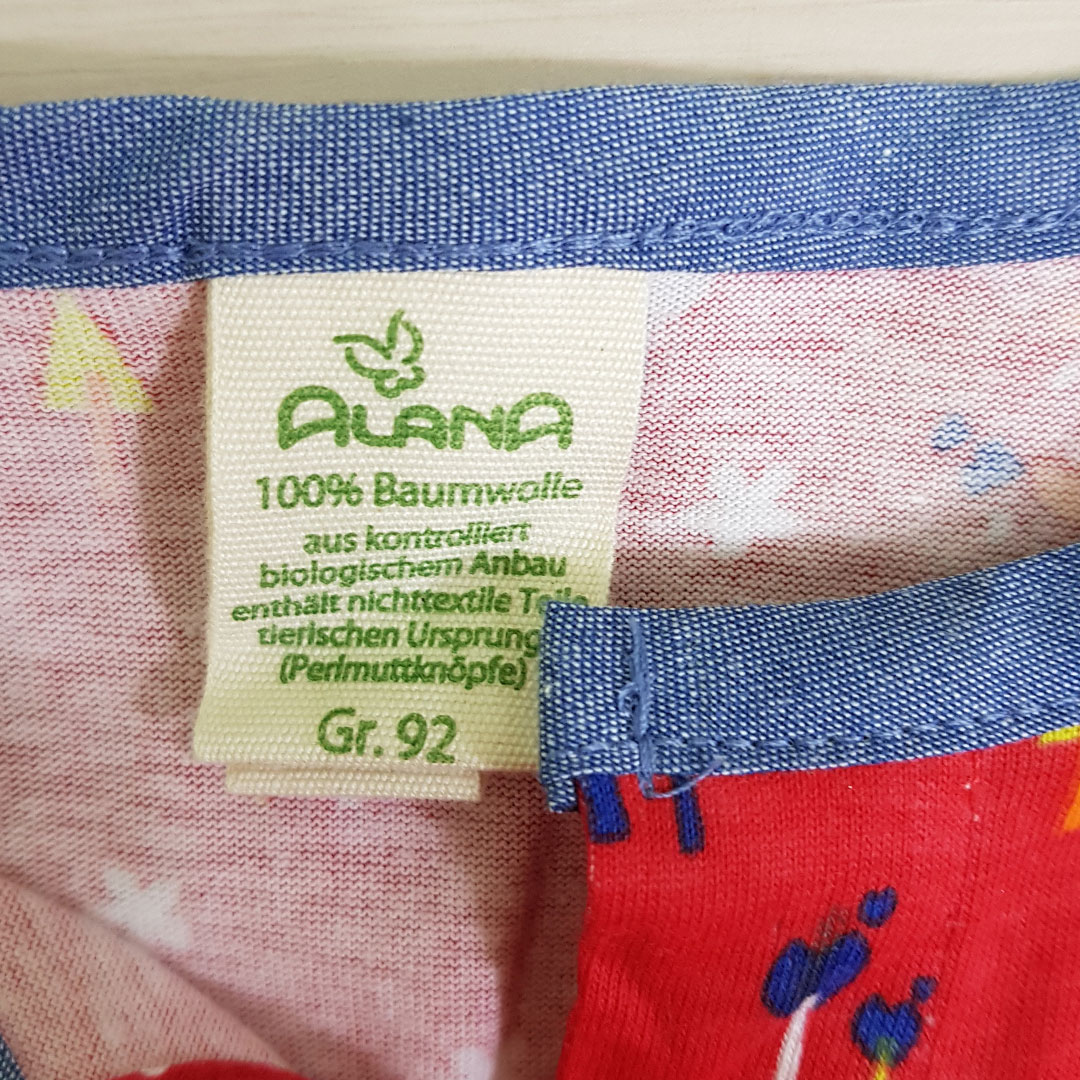 ALANA
100% Baumwolle
aus kontrolliert
biologischem Anbau
enthält nichttextile Teile
tierischen Ursprungs
(Perlmuttknöpfe)
Gr. 92